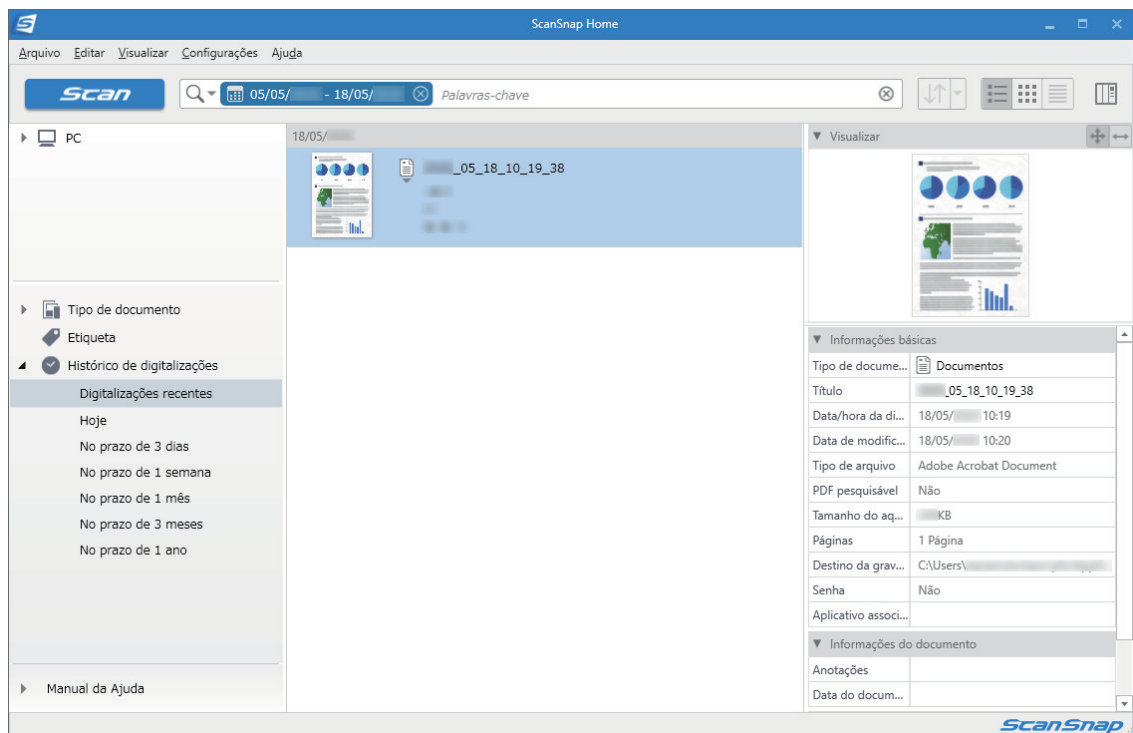 ScanSnap Home
Arquivo Editar Visualizar Configurações Ajuda
Scan 05/05/ - 18/05/ Palavras-chave
PC
Tipo de documento
Etiqueta
Histórico de digitalizações
Digitalizações recentes
Hoje
No prazo de 3 dias
No prazo de 1 semana
No prazo de 1 mês
No prazo de 3 meses
No prazo de 1 ano
Manual da Ajuda
18/05/
_05_18_10_19_38
Visualizar
Informações básicas
Tipo de docume... Documentos
Título _05_18_10_19_38
Data/hora da di... 18/05/ 10:19
Data de modific... 18/05/ 10:20
Tipo de arquivo Adobe Acrobat Document
PDF pesquisável Não
Tamanho do aq... KB
Páginas 1 Página
Destino da grav... C:\Users\
Senha Não
Aplicativo associ...
Informações do documento
Anotações
Data do docum...
ScanSnap